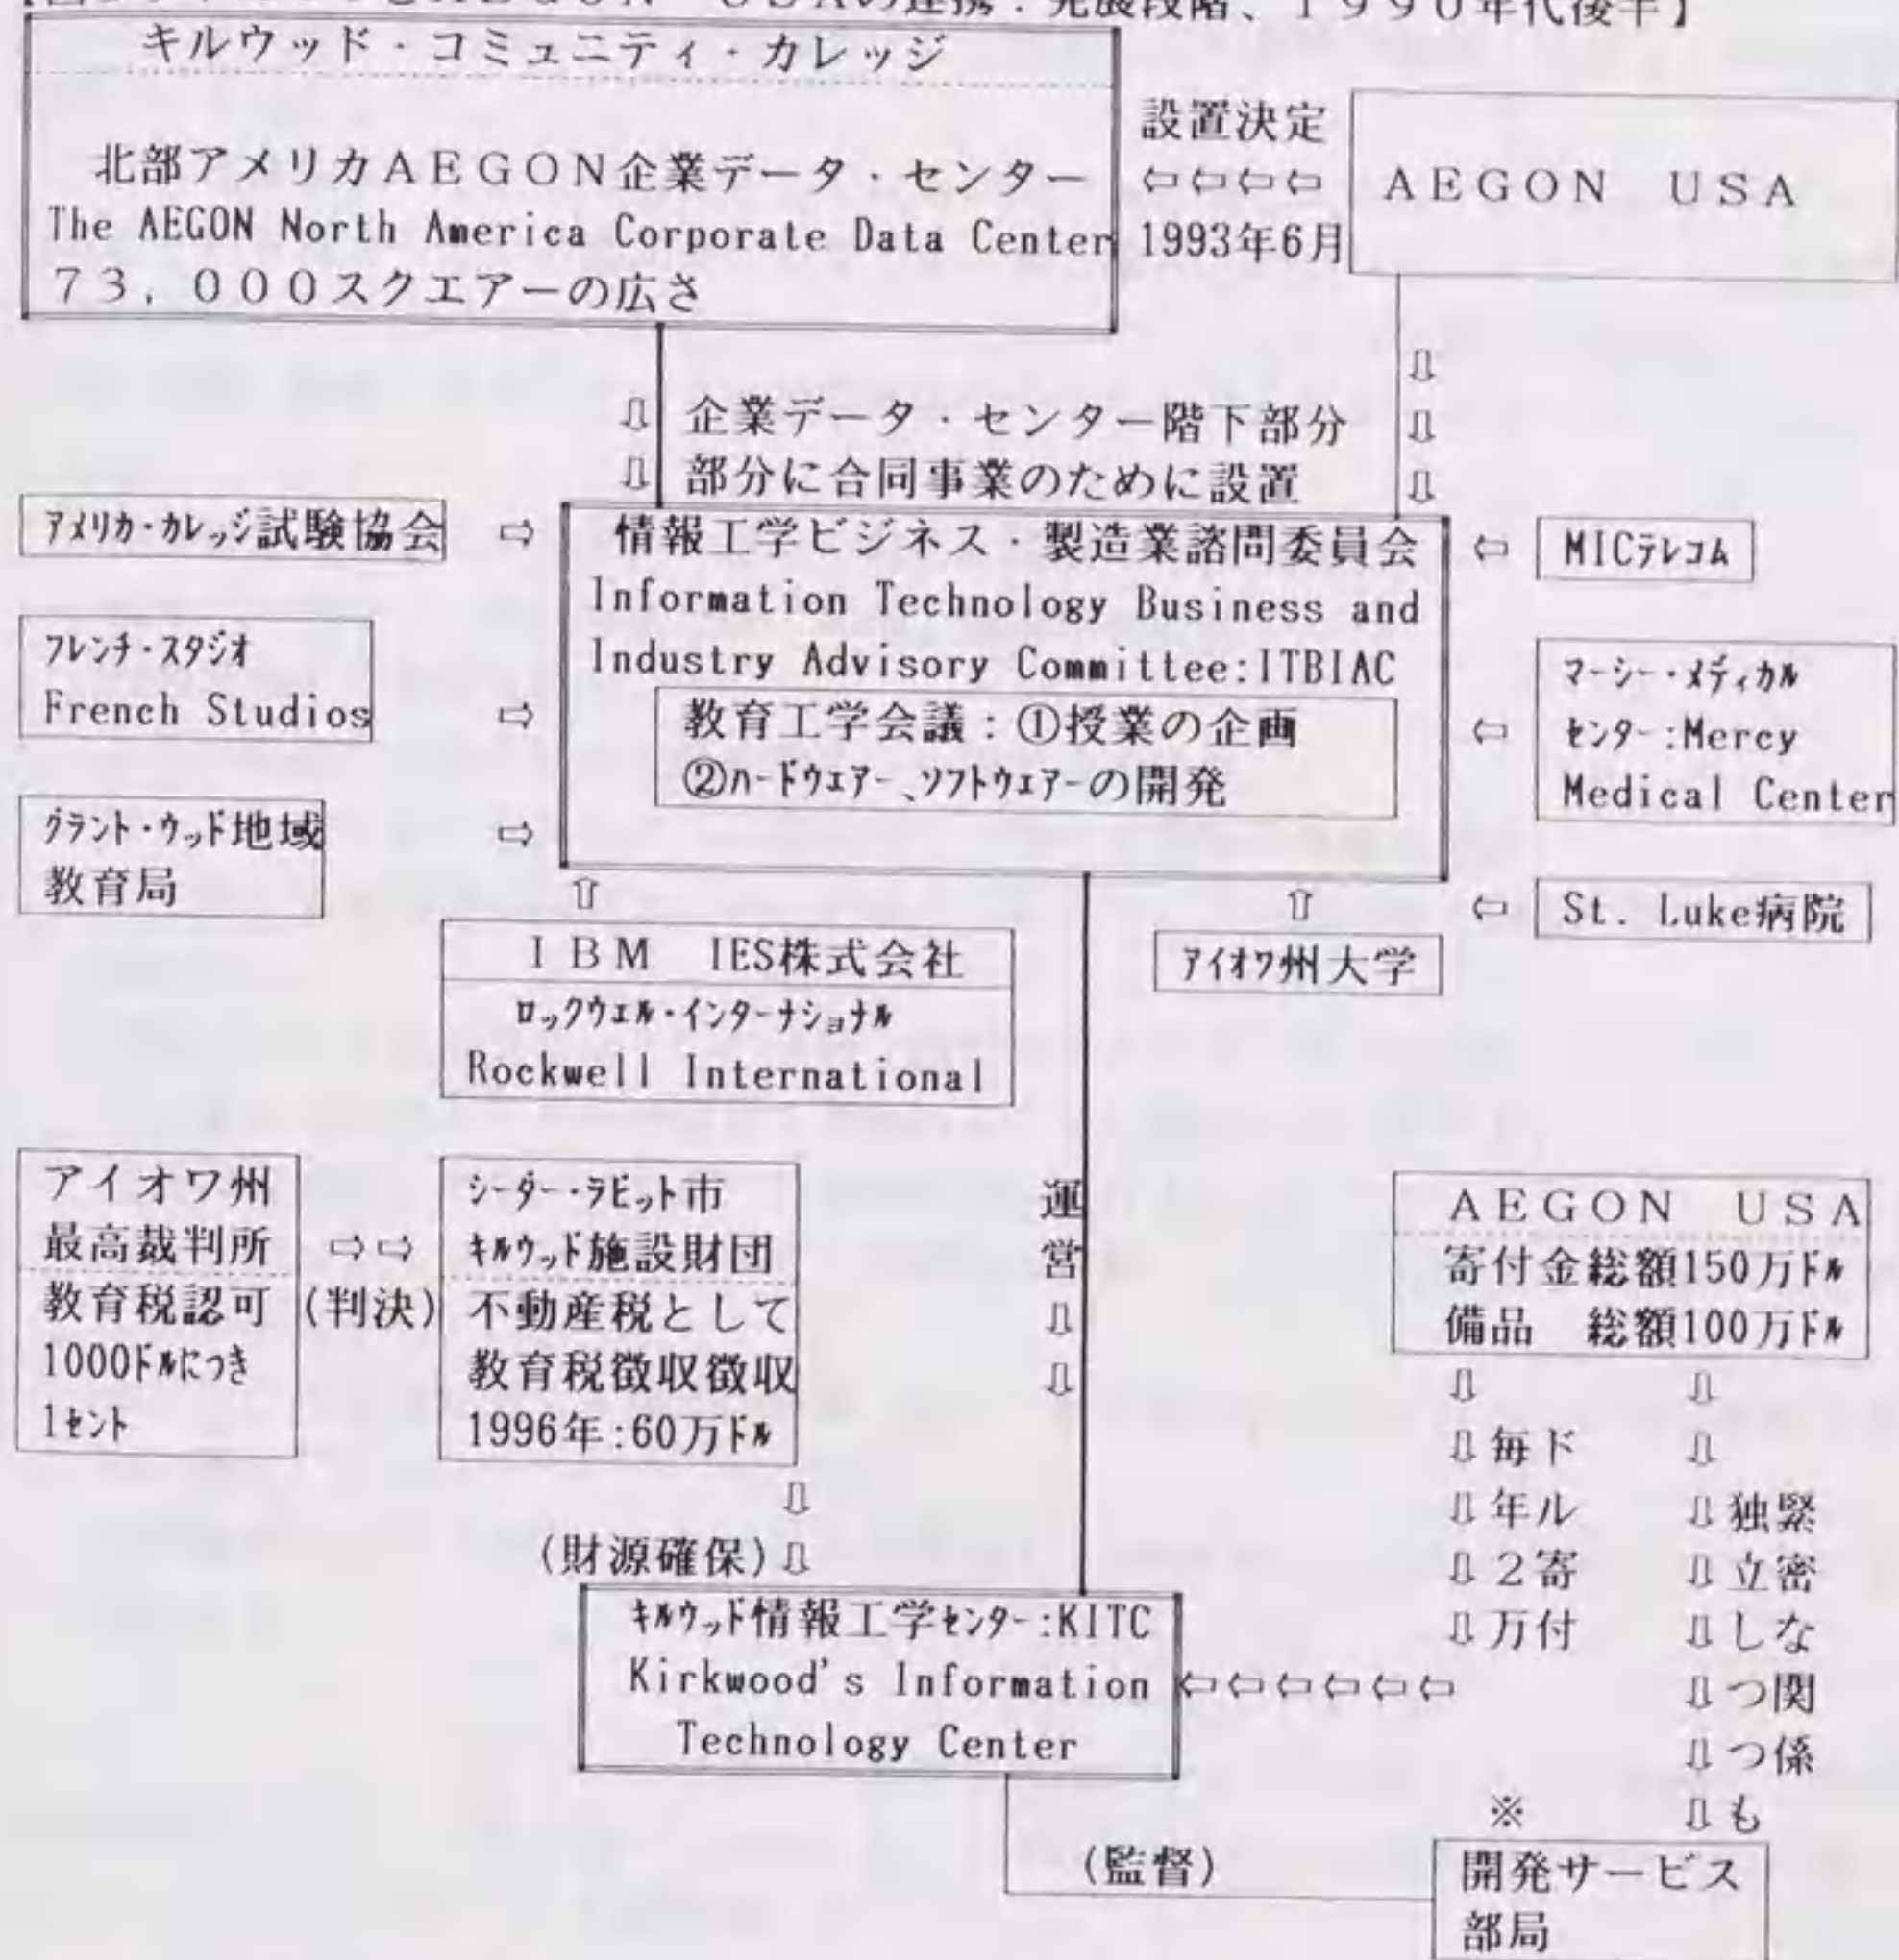 ＡＥＧＯＮ　ＵＳＡの連携：発展段階、１９９０年代後半】
キルウッド・コミュニティ・カレッジ
北部アメリカＡＥＧＯＮ企業データ・センター
The AEGON North America Corporate Data Center
７３，０００スクエアーの広さ
設置決定
⇦⇦⇦⇦
1993年6月
ＡＥＧＯＮ　ＵＳＡ
企業データ・センター階下部分
部分に合同事業のために設置
アメリカ・カレッジ試験協会
フレンチ・スタジオ
French Studios
グラント・ウッド地域
教育局
情報工学ビジネス・製造業諮問委員会
Information Technology Business and
Industry Advisory Committee:ITBIAC
教育工学会議：①授業の企画
②ハードウェアー、ソフトウェアーの開発
MICテレコム
マーシー・メディカル
センター:Mercy
Medical Center
St. Luke病院
ＩＢＭ　IES株式会社
ロックウェル・インターナショナル
Rockwell International
アイオワ州大学
アイオワ州
最高裁判所
教育税認可
1000ドルにつき
1セント
⇨⇨
(判決)
シーダー・ラピット市
キルウッド施設財団
不動産税として
教育税徴収徴収
1996年:60万ドル
運営
ＡＥＧＯＮ　ＵＳＡ
寄付金総額150万ドル
備品　総額100万ドル
毎年２万
ドル寄付
独立しつつも
緊密な関係
(財源確保)
キルウッド情報工学センター:KITC
Kirkwood's Information
Technology Center
⇦⇦⇦⇦⇦⇦
※
(監督)
開発サービス
部局